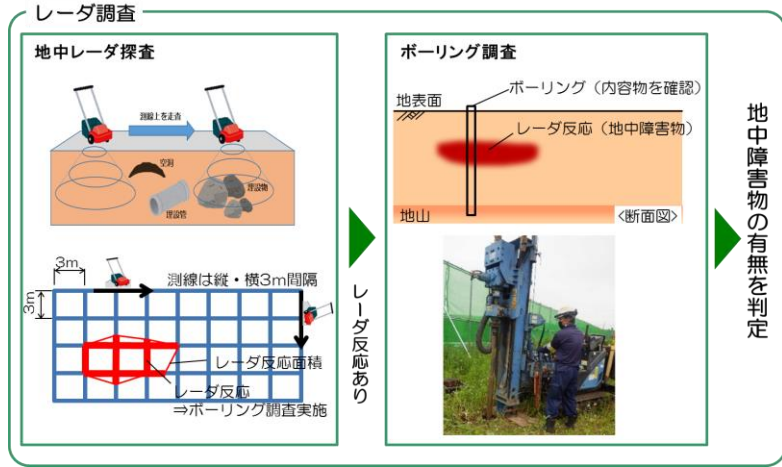 レーダ調査
地中レーダ探査
測線上を走査
空洞
埋設管
埋設物
3m
3m
測線は縦・横3m間隔
レーダ反応面積
レーダ反応
⇒ボーリング調査実施
レーダ反応あり
ボーリング調査
ボーリング（内容物を確認）
地表面
レーダ反応（地中障害物）
地山
<断面図>
地中障害物の有無を判定